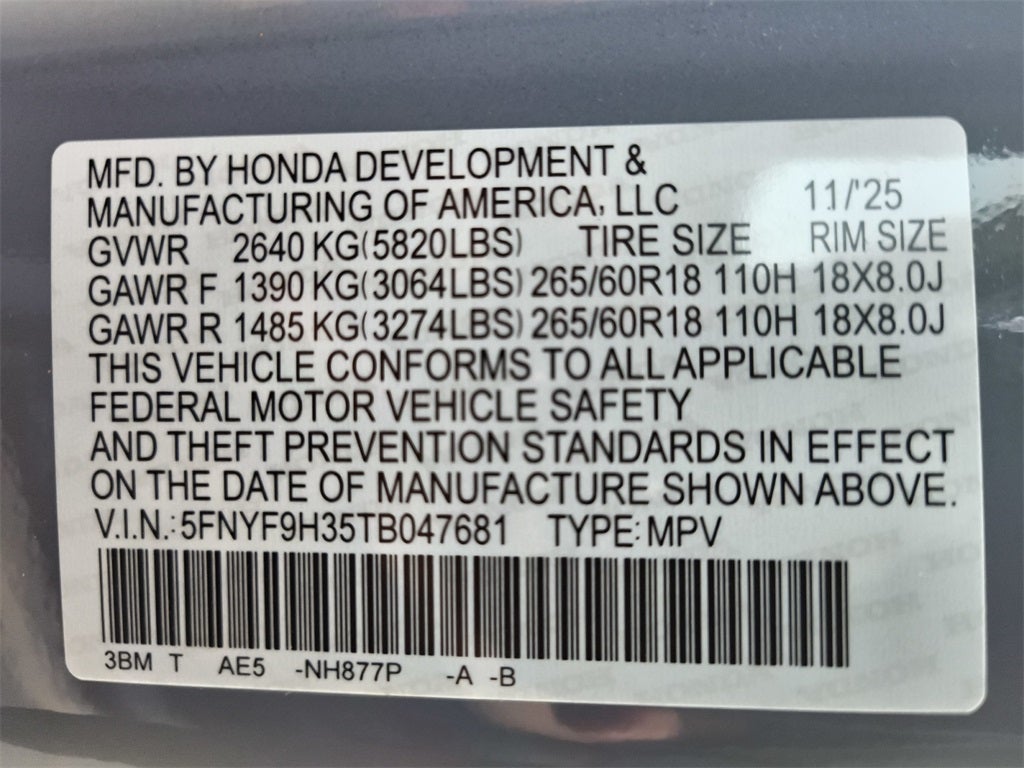 MFD. BY HONDA DEVELOPMENT &
MANUFACTURING OF AMERICA, LLC 11/'25
GVWR 2640 KG(5820LBS) TIRE SIZE RIM SIZE
GAWR F 1390 KG(3064LBS) 265/60R18 110H 18X8.0J
GAWR R 1485 KG(3274LBS) 265/60R18 110H 18X8.0J
THIS VEHICLE CONFORMS TO ALL APPLICABLE
FEDERAL MOTOR VEHICLE SAFETY
AND THEFT PREVENTION STANDARDS IN EFFECT
ON THE DATE OF MANUFACTURE SHOWN ABOVE.
V.I.N.:5FNYF9H35TB047681 TYPE:MPV
3BM T AE5 -NH877P -A -B